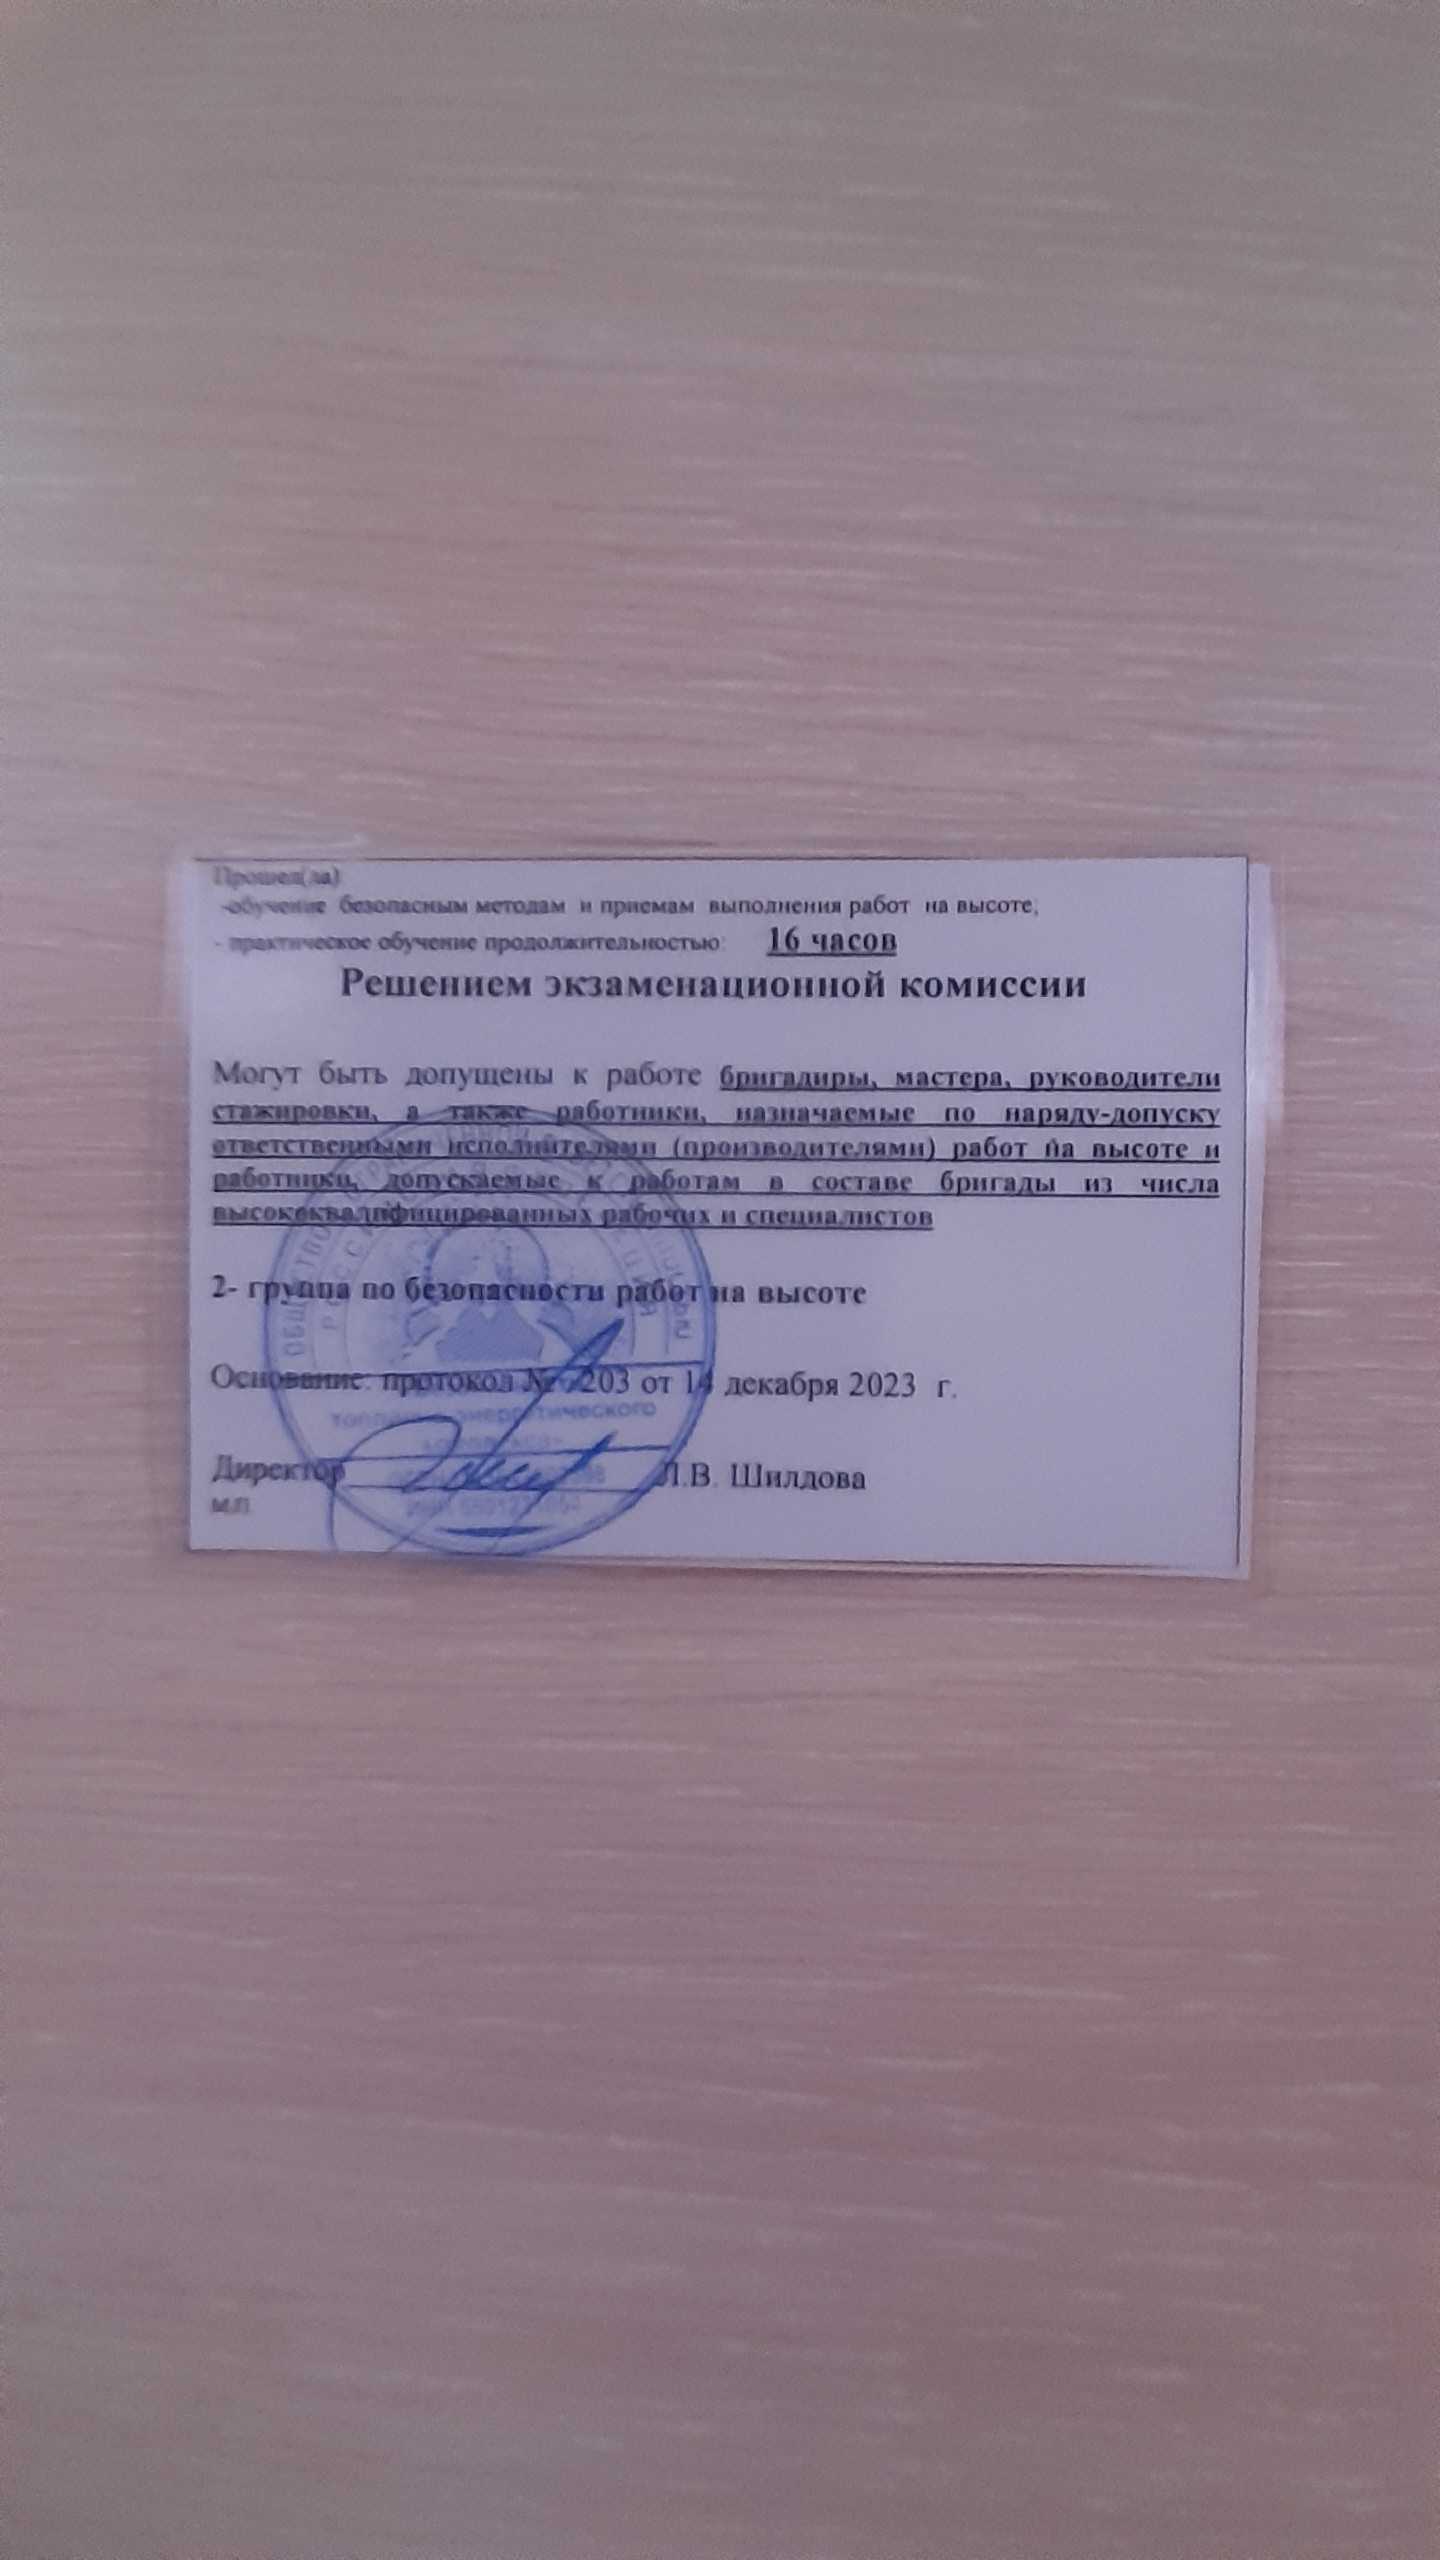 Прошел(ла)
-обучение безопасным методам и приемам выполнения работ на высоте;
- практическое обучение продолжительностью: 16 часов
Решением экзаменационной комиссии
Могут быть допущены к работе бригадиры, мастера, руководители
стажировки, а также работники, назначаемые по наряду-допуску
ответственными исполнителями (производителями) работ на высоте и
работники, допускаемые к работам в составе бригады из числа
высококвалифицированных рабочих и специалистов
2- группа по безопасности работ на высоте
Основание: протокол № 203 от 14 декабря 2023 г.
топливно-энергетического
Директор Л.В. Шилдова
м.п.